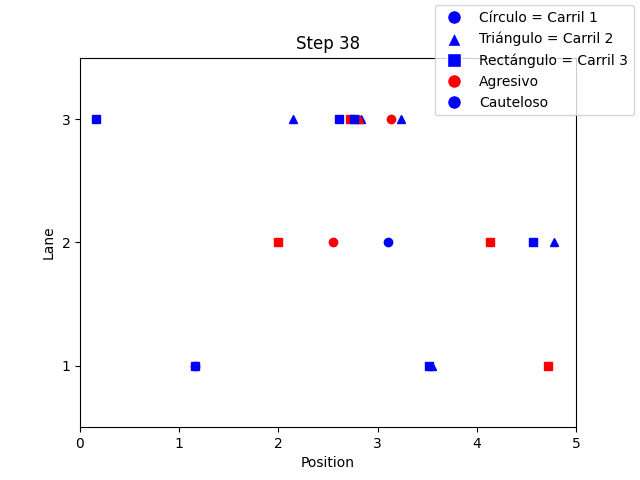 Step 38
Círculo = Carril 1
Triángulo = Carril 2
Rectángulo = Carril 3
Agresivo
Cauteloso
Lane
3
2
1
0 1 2 3 4 5
Position